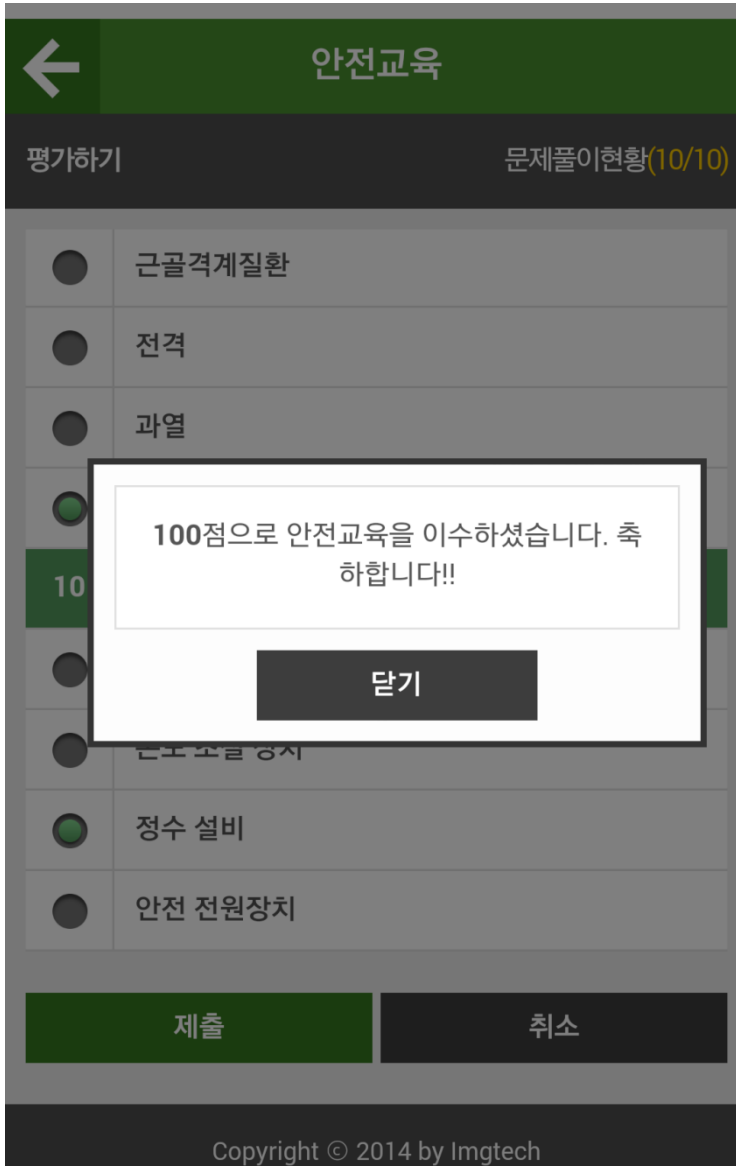 안전교육
평가하기 문제풀이현황(10/10)
근골격계질환
전격
과열
100점으로 안전교육을 이수하셨습니다. 축
하합니다!!
10
닫기
정수 설비
안전 전원장치
제출 취소
Copyright ⓒ 2014 by Imgtech